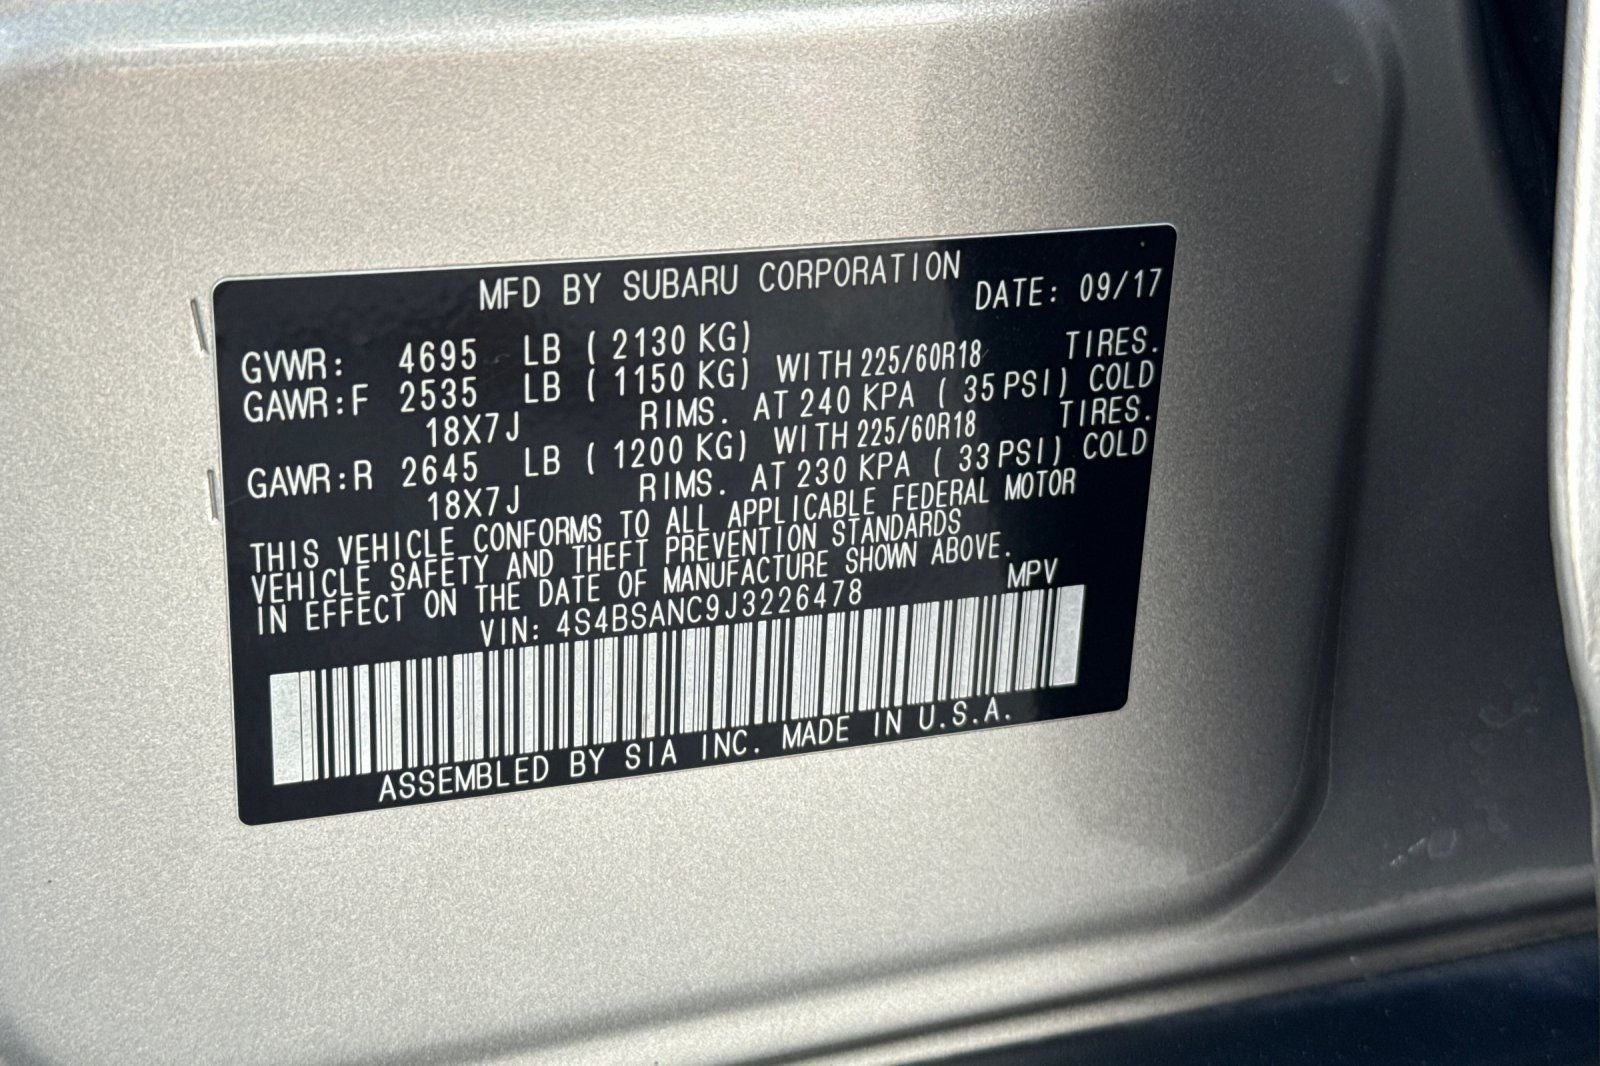 MFD BY SUBARU CORPORATION DATE: 09/17
GVWR: 4695 LB ( 2130 KG)
GAWR:F 2535 LB ( 1150 KG) WITH 225/60R18 TIRES.
18X7J RIMS. AT 240 KPA ( 35 PSI) COLD
GAWR:R 2645 LB ( 1200 KG) WITH 225/60R18 TIRES.
18X7J RIMS. AT 230 KPA ( 33 PSI) COLD
THIS VEHICLE CONFORMS TO ALL APPLICABLE FEDERAL MOTOR
VEHICLE SAFETY AND THEFT PREVENTION STANDARDS
IN EFFECT ON THE DATE OF MANUFACTURE SHOWN ABOVE.
VIN: 4S4BSANC9J3226478 MPV
ASSEMBLED BY SIA INC. MADE IN U.S.A.